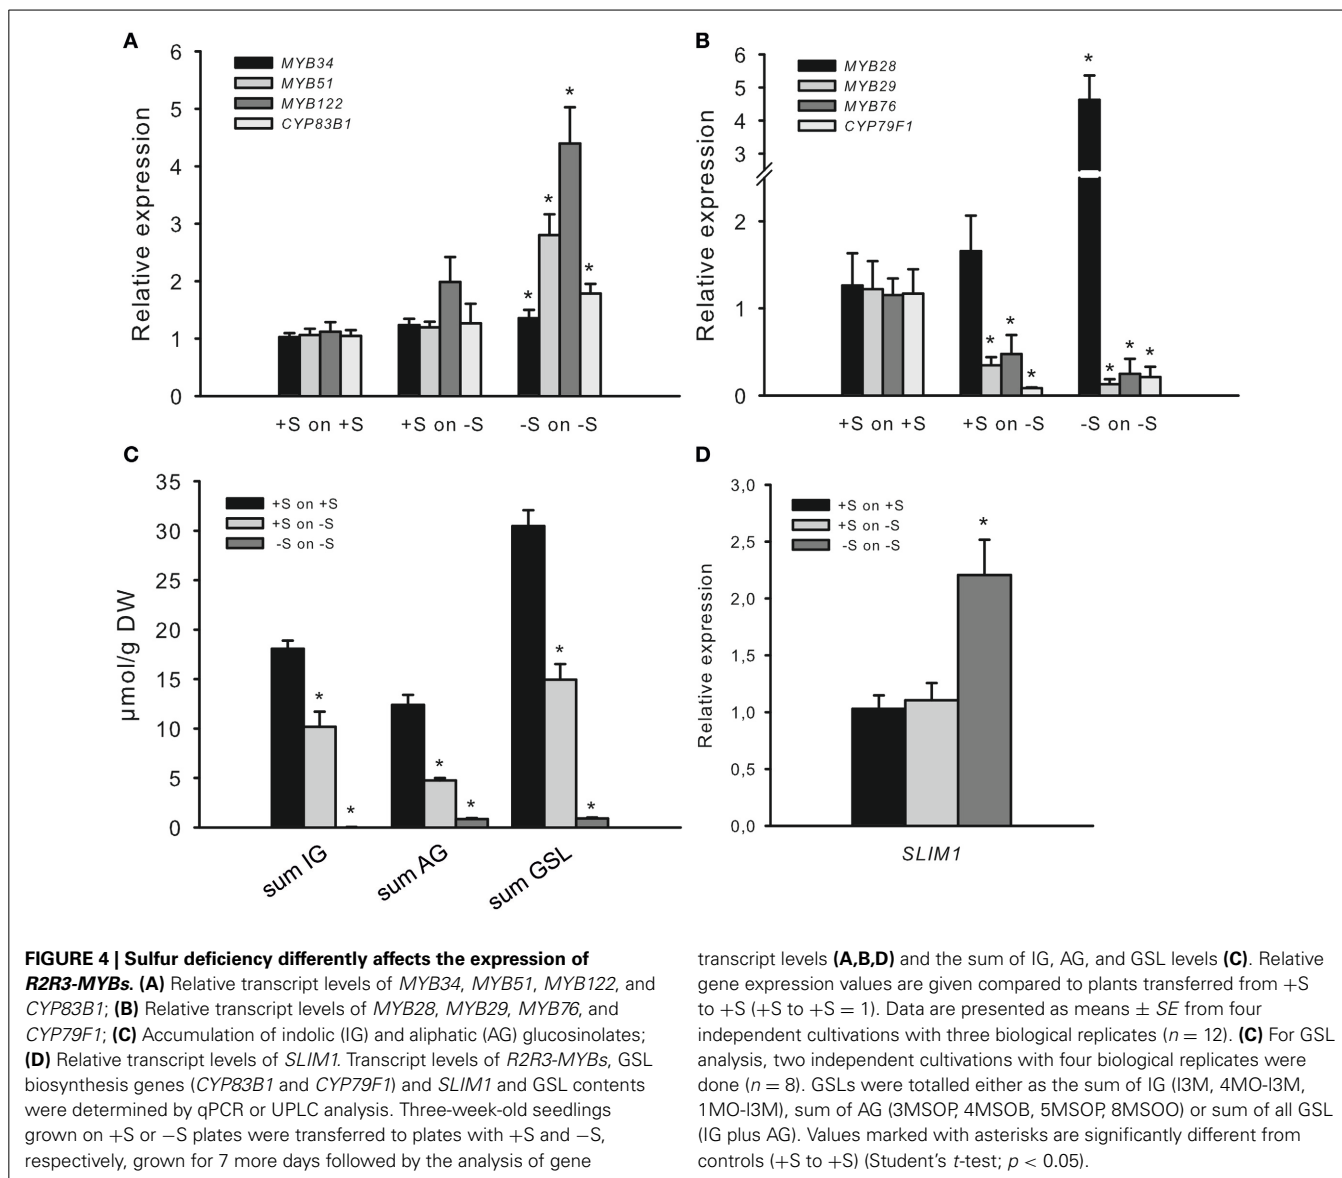 A
6
5
4
3
2
1
0
Relative expression
MYB34
MYB51
MYB122
CYP83B1
*
*
*
*
+S on +S
+S on -S
-S on -S
B
6
5
4
3
2
1
0
Relative expression
MYB28
MYB29
MYB76
CYP79F1
*
*
*
*
*
*
*
+S on +S
+S on -S
-S on -S
C
35
30
25
20
15
10
5
0
µmol/g DW
+S on +S
+S on -S
-S on -S
*
*
*
*
*
*
sum IG
sum AG
sum GSL
D
3,0
2,5
2,0
1,5
1,0
0,5
0,0
Relative expression
+S on +S
+S on -S
-S on -S
*
SLIM1
FIGURE 4 | Sulfur deficiency differently affects the expression of
R2R3-MYBs. (A) Relative transcript levels of MYB34, MYB51, MYB122, and
CYP83B1; (B) Relative transcript levels of MYB28, MYB29, MYB76, and
CYP79F1; (C) Accumulation of indolic (IG) and aliphatic (AG) glucosinolates;
(D) Relative transcript levels of SLIM1. Transcript levels of R2R3-MYBs, GSL
biosynthesis genes (CYP83B1 and CYP79F1) and SLIM1 and GSL contents
were determined by qPCR or UPLC analysis. Three-week-old seedlings
grown on +S or −S plates were transferred to plates with +S and −S,
respectively, grown for 7 more days followed by the analysis of gene
transcript levels (A,B,D) and the sum of IG, AG, and GSL levels (C). Relative
gene expression values are given compared to plants transferred from +S
to +S (+S to +S = 1). Data are presented as means ± SE from four
independent cultivations with three biological replicates (n = 12). (C) For GSL
analysis, two independent cultivations with four biological replicates were
done (n = 8). GSLs were totalled either as the sum of IG (I3M, 4MO-I3M,
1MO-I3M), sum of AG (3MSOP, 4MSOB, 5MSOP, 8MSOO) or sum of all GSL
(IG plus AG). Values marked with asterisks are significantly different from
controls (+S to +S) (Student's t-test; p < 0.05).